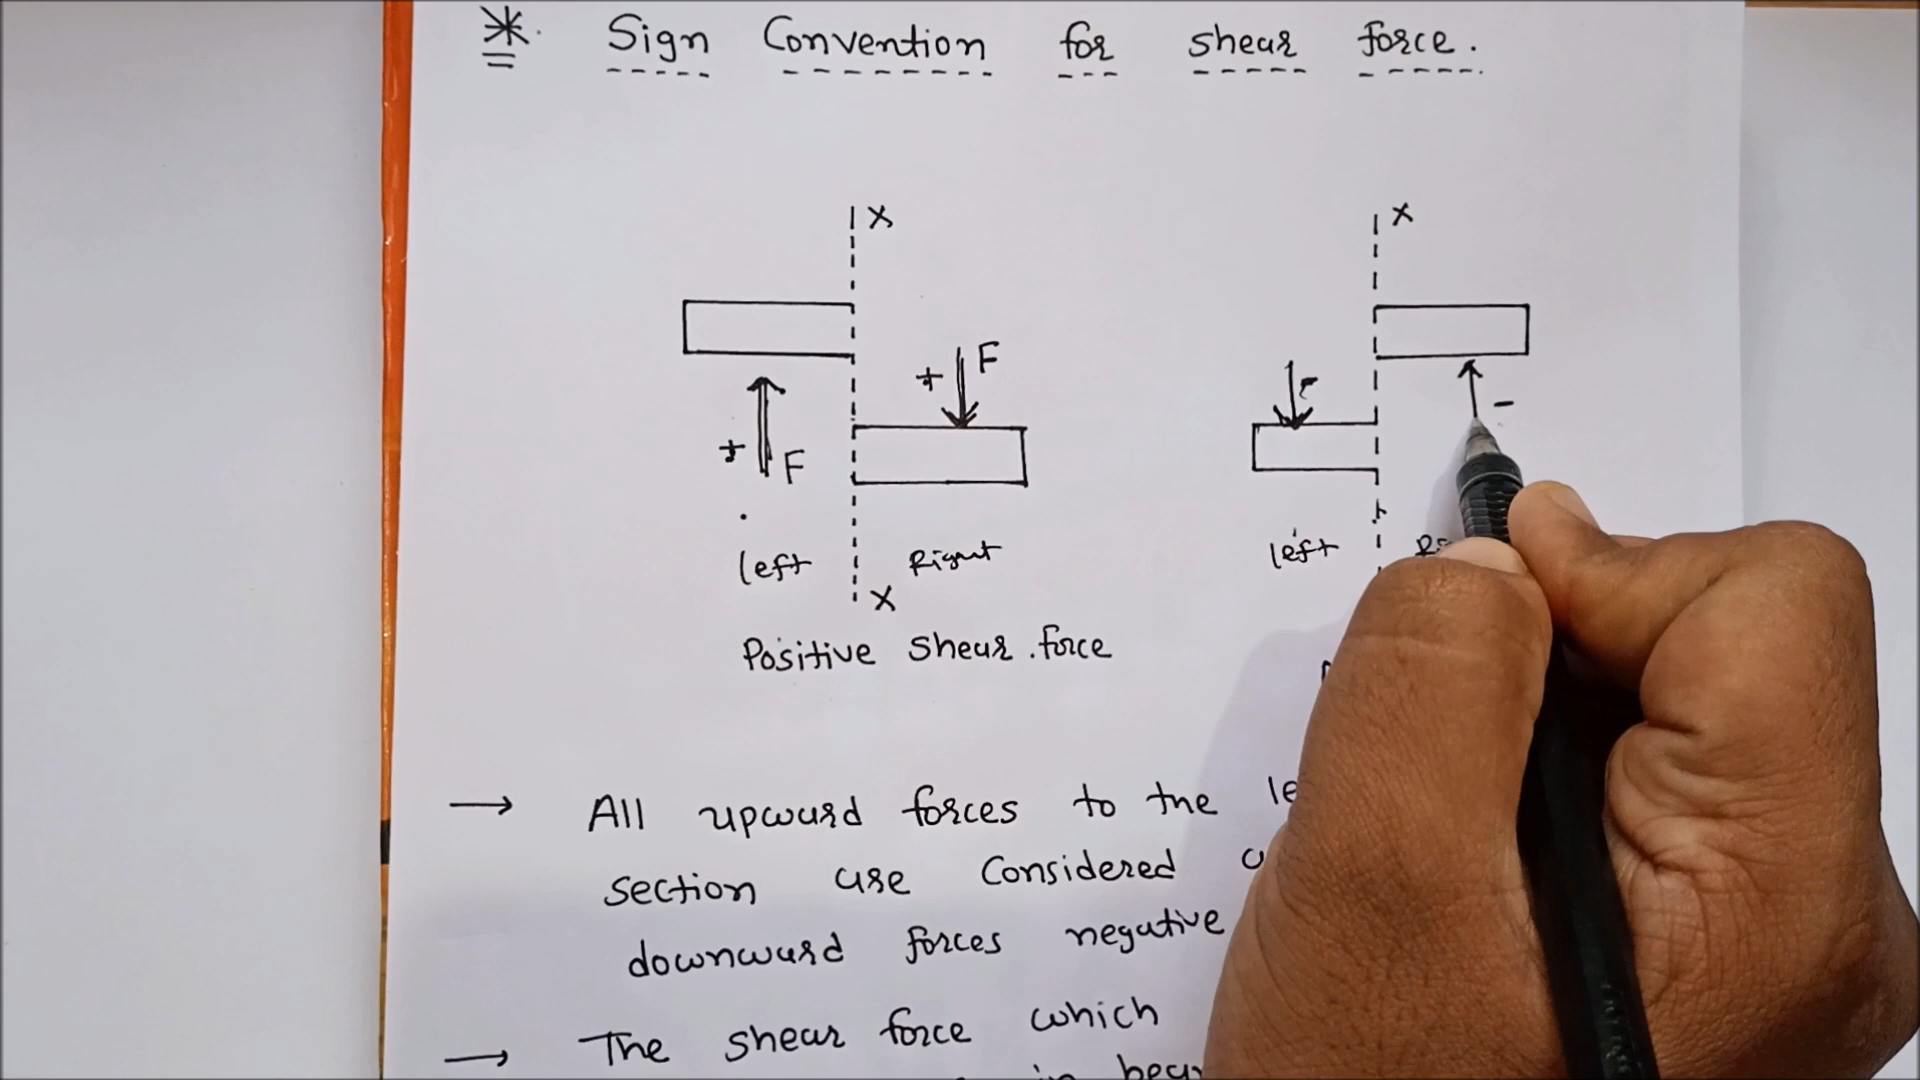 * Sign Convention for shear force.
X X
+ F
-
+ F
left Right left
X
Positive Shear force
→ All upward forces to the
section are Considered
downward forces negative
→ The shear force which
in